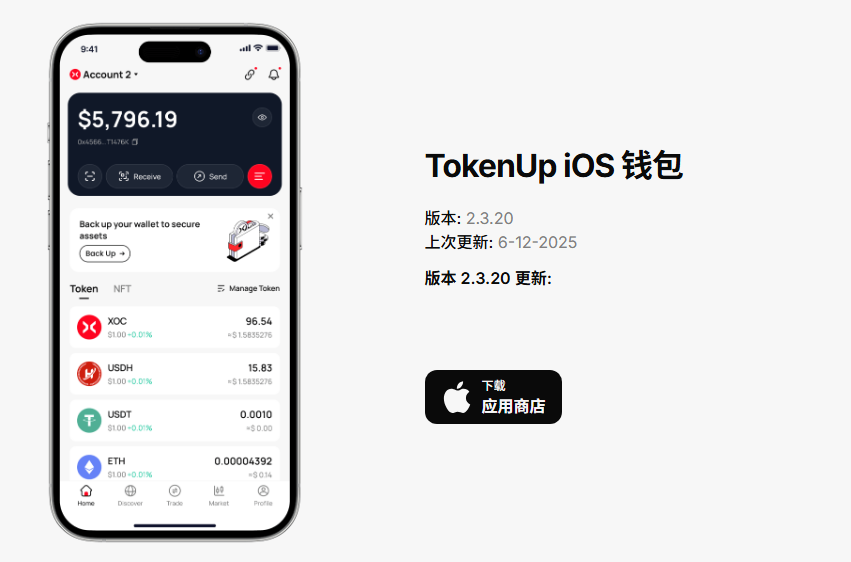 9:41
Account 2
$5,796.19
0x4566...T1476K
Receive
Send
Back up your wallet to secure
assets
Back Up →
Token NFT Manage Token
XOC 96.54
$1.00 +0.01% ≈$1.5835276
USDH 15.83
$1.00 +0.01% ≈$1.5835276
USDT 0.0010
$1.00 +0.01% ≈$ 0.00
ETH 0.00004392
$1.00 +0.01% ≈$ 0.14
Home Discover Trade Market Profile
TokenUp iOS 钱包
版本: 2.3.20
上次更新: 6-12-2025
版本 2.3.20 更新:
下载
应用商店